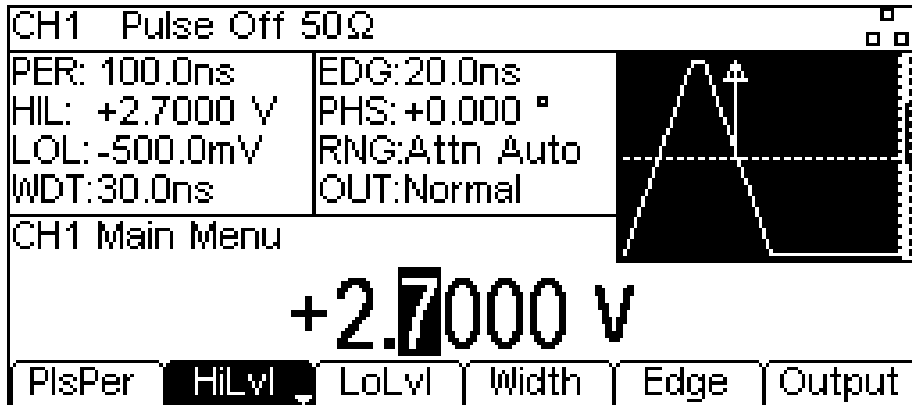 CH1 Pulse Off 50Ω
PER: 100.0ns
HIL: +2.7000 V
LOL:-500.0mV
WDT:30.0ns
EDG:20.0ns
PHS:+0.000 °
RNG:Attn Auto
OUT:Normal
CH1 Main Menu
+2.7000 V
PlsPer HiLvl LoLvl Width Edge Output